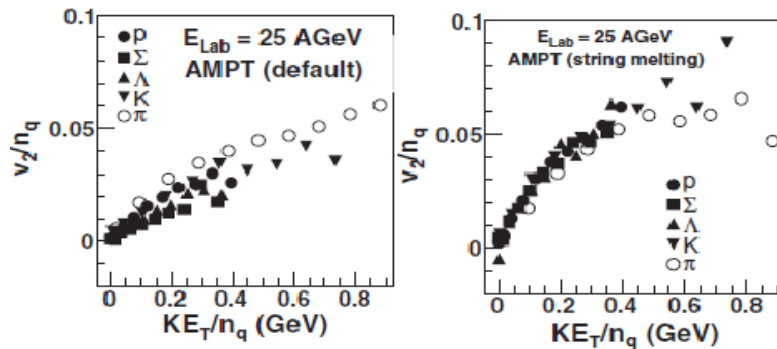 0.1
0.05
0
v₂/n_q
E_Lab = 25 AGeV
AMPT (default)
p
Σ
Λ
K
π
0 0.2 0.4 0.6 0.8
KE_T/n_q (GeV)
0.1
0.05
0
v₂/n_q
E_Lab = 25 AGeV
AMPT (string melting)
p
Σ
Λ
K
π
0 0.2 0.4 0.6 0.8
KE_T/n_q (GeV)